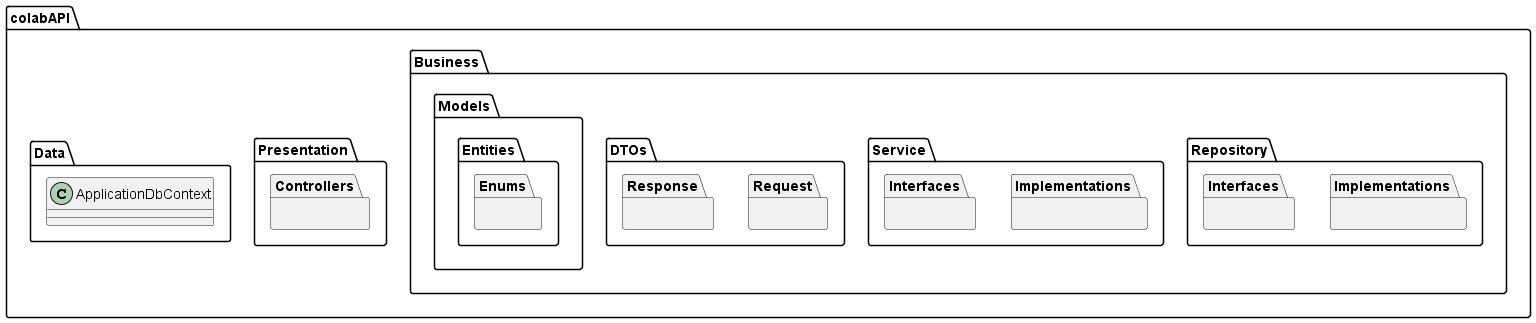 colabAPI
Business
Models
Data
Presentation
Entities
DTOs
Service
Repository
C ApplicationDbContext
Controllers
Enums
Response
Request
Interfaces
Implementations
Interfaces
Implementations